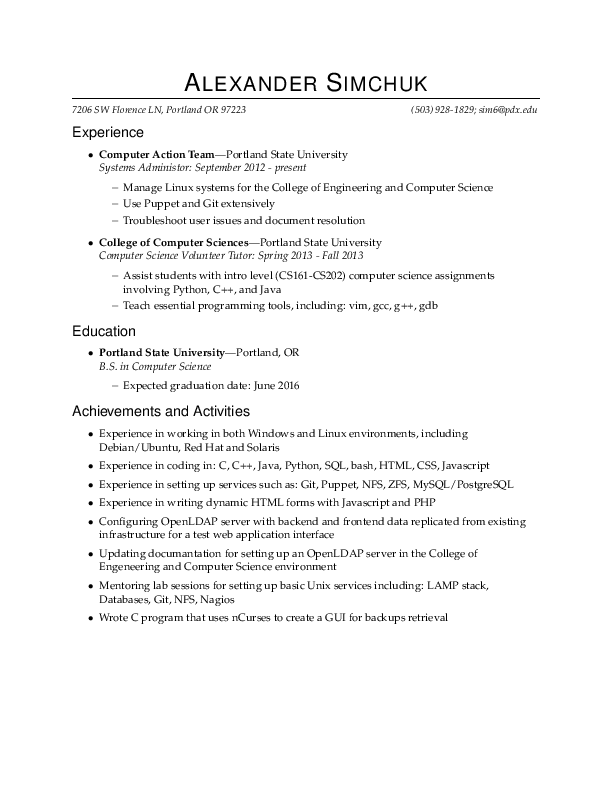 ALEXANDER SIMCHUK
7206 SW Florence LN, Portland OR 97223 (503) 928-1829; sim6@pdx.edu
Experience
• Computer Action Team—Portland State University
Systems Administor: September 2012 - present
– Manage Linux systems for the College of Engineering and Computer Science
– Use Puppet and Git extensively
– Troubleshoot user issues and document resolution
• College of Computer Sciences—Portland State University
Computer Science Volunteer Tutor: Spring 2013 - Fall 2013
– Assist students with intro level (CS161-CS202) computer science assignments
involving Python, C++, and Java
– Teach essential programming tools, including: vim, gcc, g++, gdb
Education
• Portland State University—Portland, OR
B.S. in Computer Science
– Expected graduation date: June 2016
Achievements and Activities
• Experience in working in both Windows and Linux environments, including
Debian/Ubuntu, Red Hat and Solaris
• Experience in coding in: C, C++, Java, Python, SQL, bash, HTML, CSS, Javascript
• Experience in setting up services such as: Git, Puppet, NFS, ZFS, MySQL/PostgreSQL
• Experience in writing dynamic HTML forms with Javascript and PHP
• Configuring OpenLDAP server with backend and frontend data replicated from existing
infrastructure for a test web application interface
• Updating documantation for setting up an OpenLDAP server in the College of
Engeneering and Computer Science environment
• Mentoring lab sessions for setting up basic Unix services including: LAMP stack,
Databases, Git, NFS, Nagios
• Wrote C program that uses nCurses to create a GUI for backups retrieval